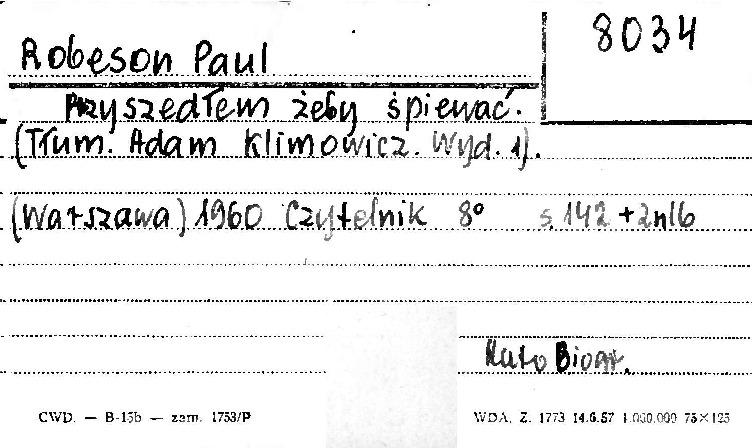 Robeson Paul
8034
Przyszedłem żeby śpiewać.
(Tłum. Adam Klimowicz. Wyd. 1).
(Warszawa) 1960 Czytelnik 8° s. 142 + 2nlb
Auto Biogr.
CWD. — B-15b — zam. 1753/P
WDA. Z. 1773 14.6.57 1.000.000 75×125